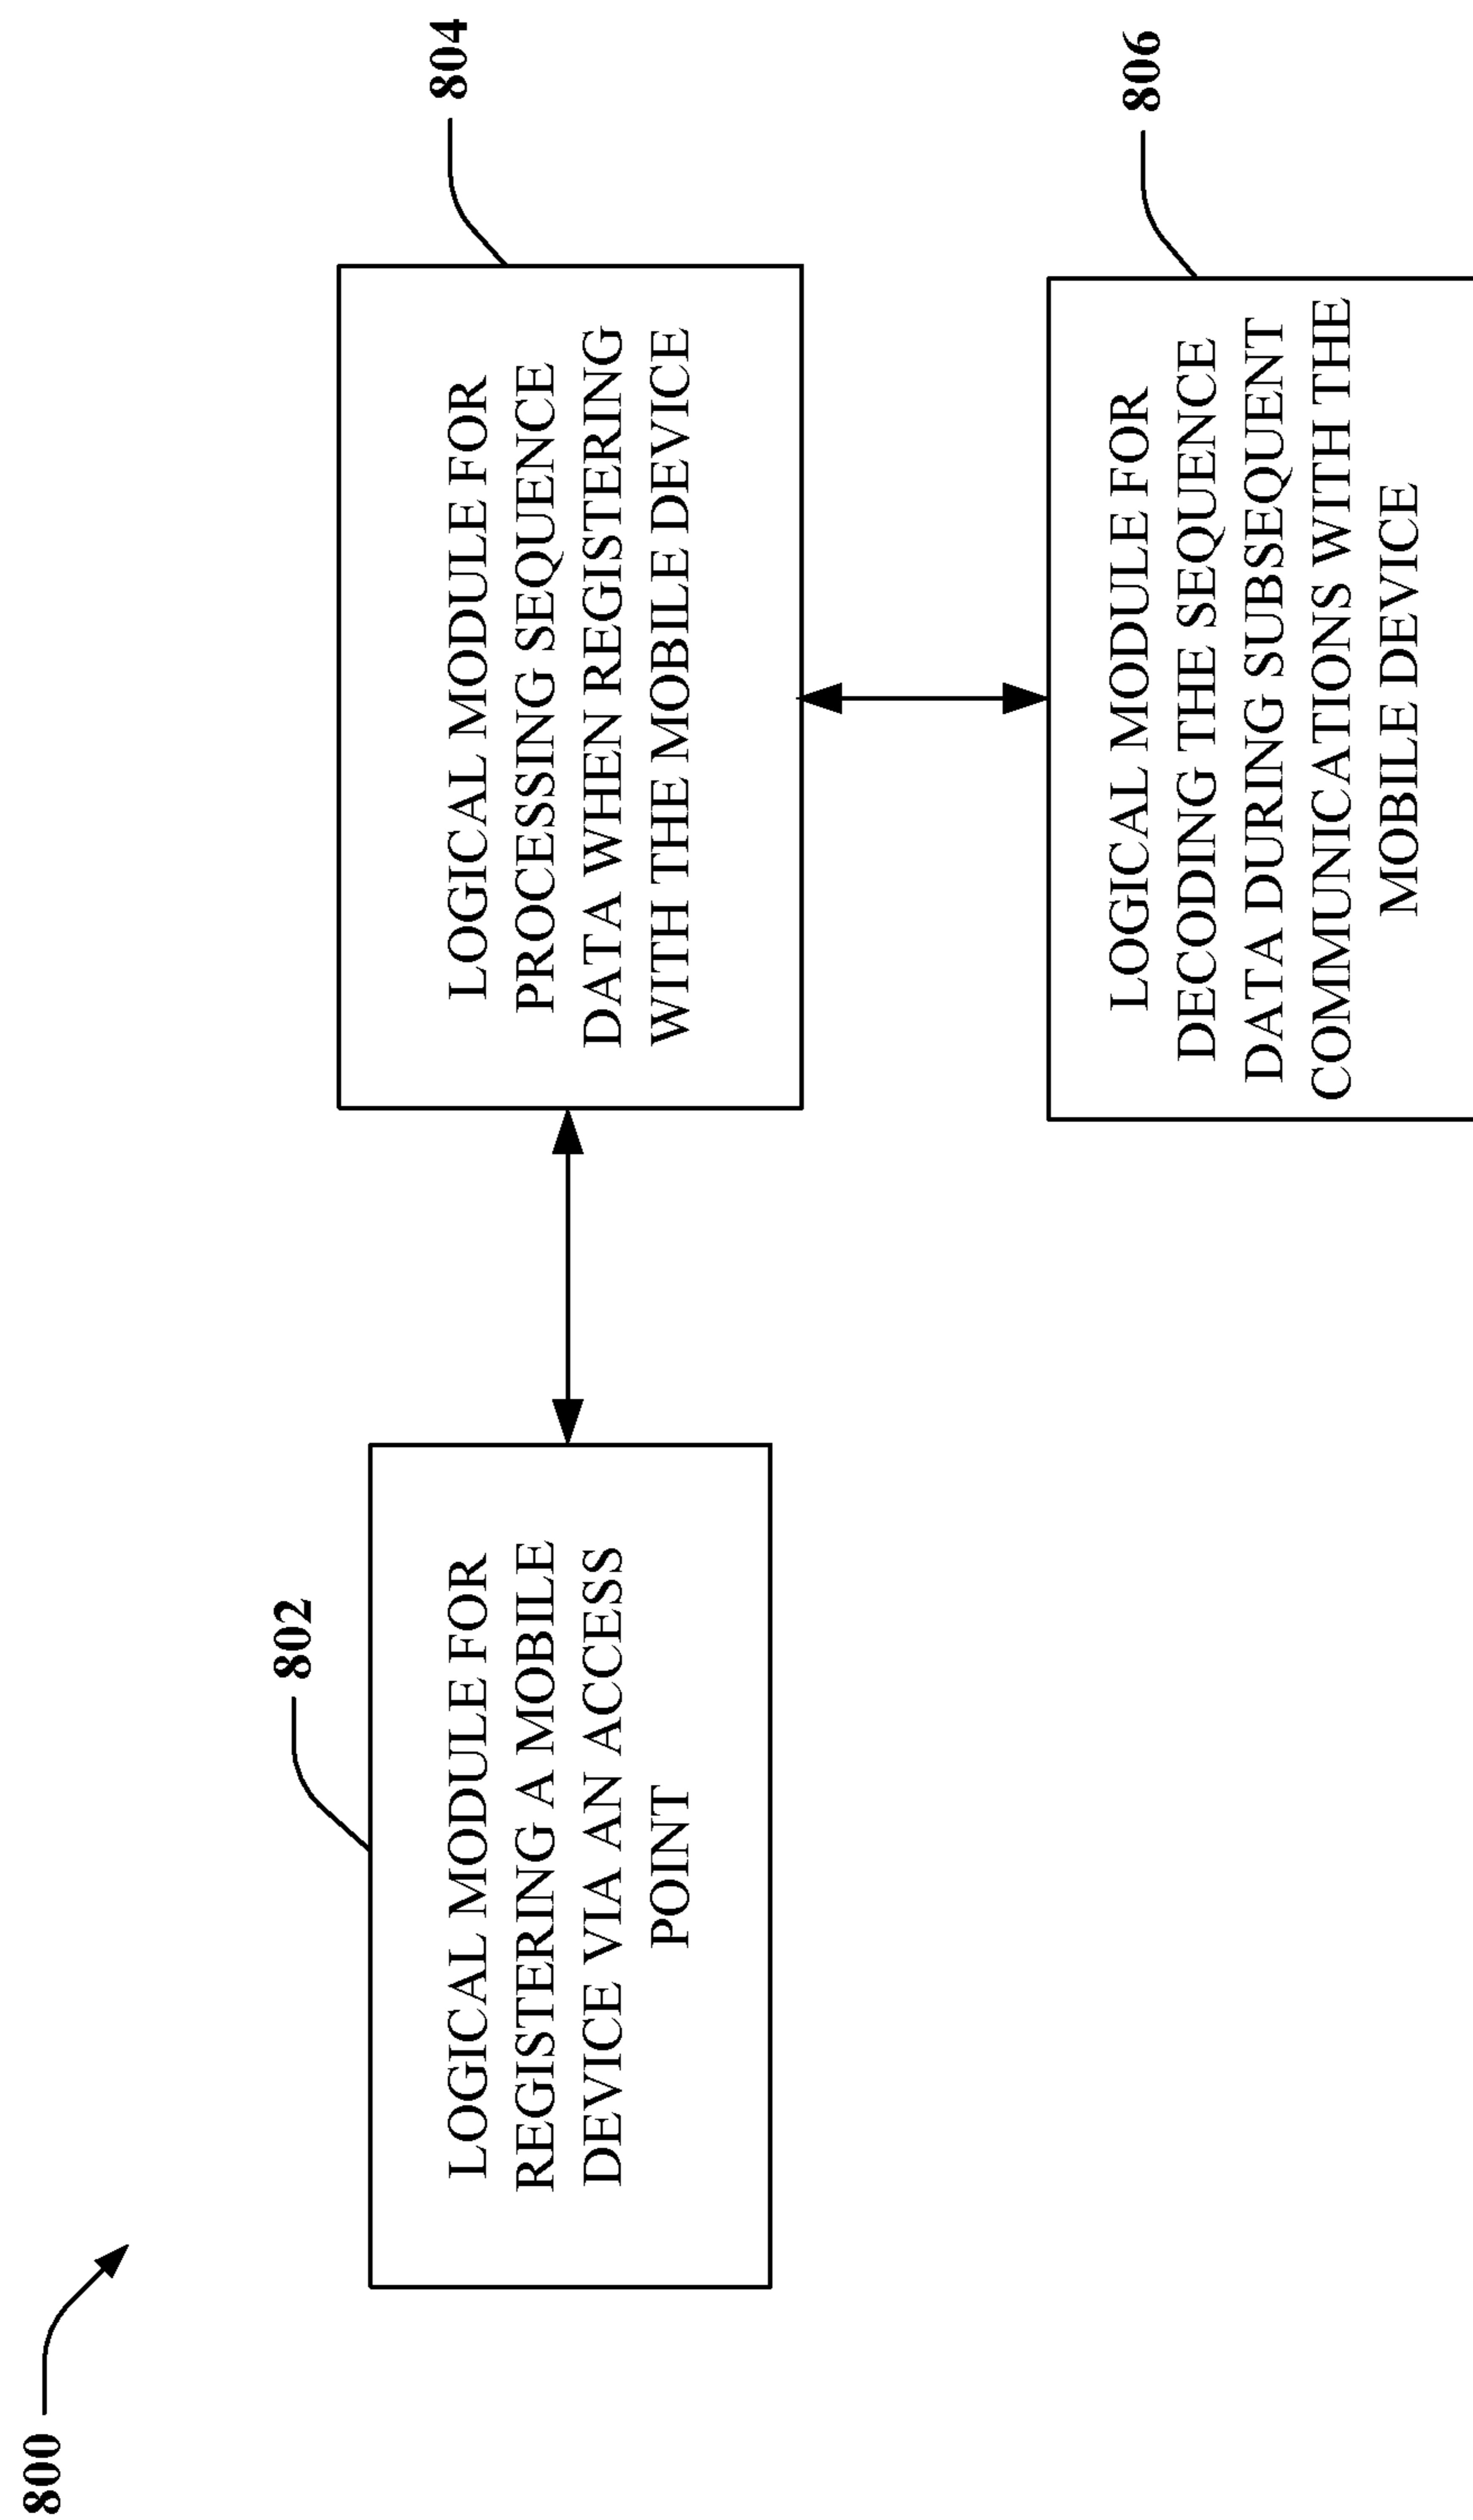 800
802
LOGICAL MODULE FOR
REGISTERING A MOBILE
DEVICE VIA AN ACCESS
POINT
804
LOGICAL MODULE FOR
PROCESSING SEQUENCE
DATA WHEN REGISTERING
WITH THE MOBILE DEVICE
806
LOGICAL MODULE FOR
DECODING THE SEQUENCE
DATA DURING SUBSEQUENT
COMMUNICATIONS WITH THE
MOBILE DEVICE